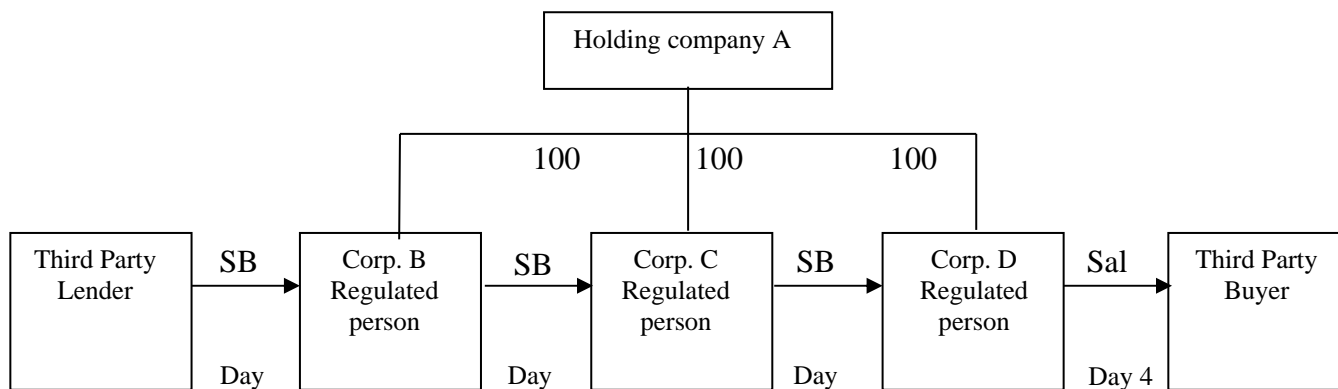 Holding company A
100
100
100
Third Party
Lender
SB
Day
Corp. B
Regulated
person
SB
Day
Corp. C
Regulated
person
SB
Day
Corp. D
Regulated
person
Sal
Day 4
Third Party
Buyer